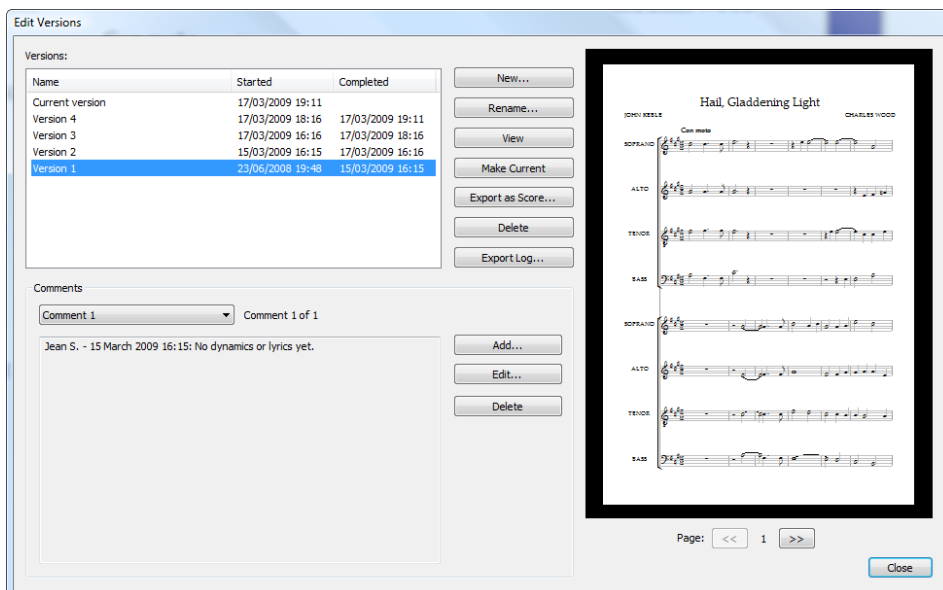 Edit Versions
Versions:
Name Started Completed
Current version 17/03/2009 19:11
Version 4 17/03/2009 18:16 17/03/2009 19:11
Version 3 17/03/2009 16:16 17/03/2009 18:16
Version 2 15/03/2009 16:15 17/03/2009 16:16
Version 1 23/06/2008 19:48 15/03/2009 16:15
New...
Rename...
View
Make Current
Export as Score...
Delete
Export Log...
Comments
Comment 1 Comment 1 of 1
Jean S. - 15 March 2009 16:15: No dynamics or lyrics yet.
Add...
Edit...
Delete
Hail, Gladdening Light
JOHN KEBLE CHARLES WOOD
Con moto
SOPRANO
ALTO
TENOR
BASS
SOPRANO
ALTO
TENOR
BASS
Page: << 1 >>
Close